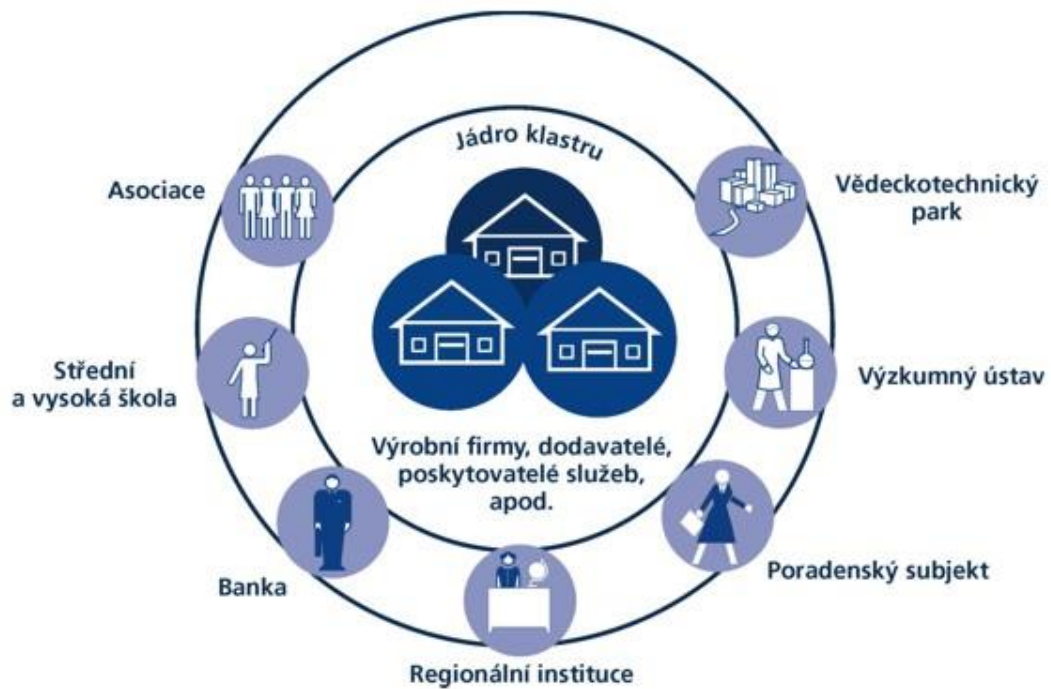 Jádro klastru
Asociace
Vědeckotechnický
park
Střední
a vysoká škola
Výzkumný ústav
Výrobní firmy, dodavatelé,
poskytovatelé služeb,
apod.
Banka
Poradenský subjekt
Regionální instituce